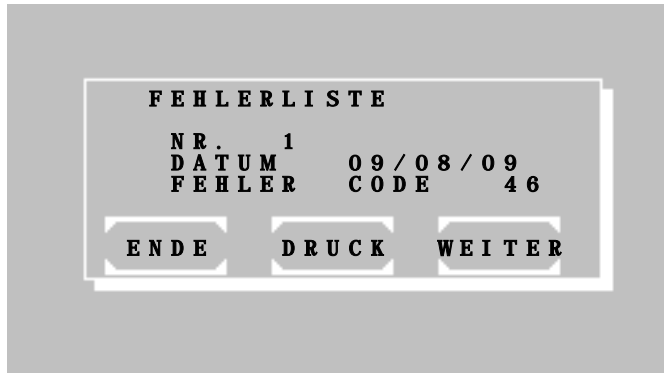 FEHLERLISTE
NR. 1
DATUM 09/08/09
FEHLER CODE 46
ENDE DRUCK WEITER